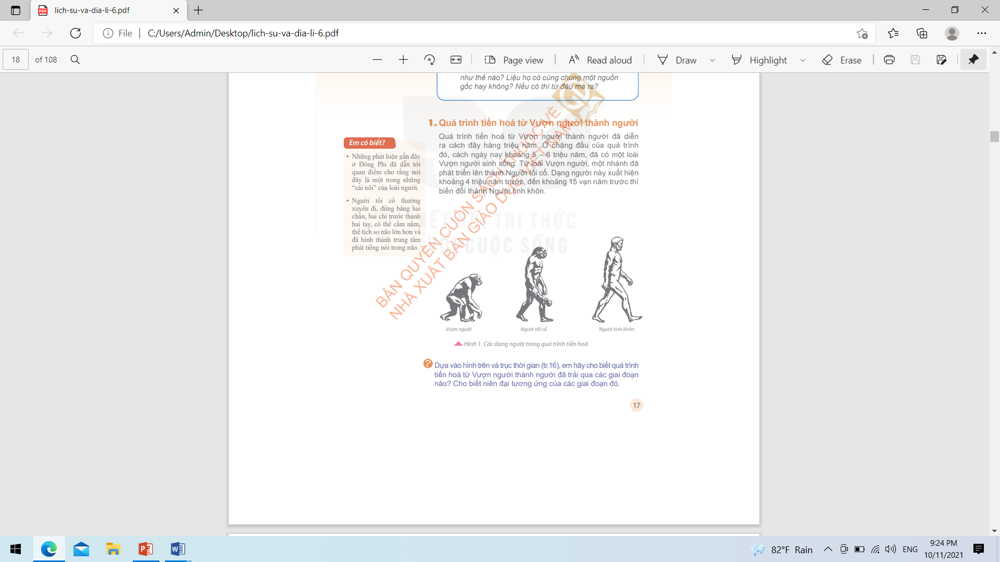 lich-su-va-dia-li-6.pdf
File
C:/Users/Admin/Desktop/lich-su-va-dia-li-6.pdf
18 of 108
Page view
Read aloud
Draw
Highlight
Erase
như thế nào? Liệu họ có cùng chung một nguồn
gốc hay không? Nếu có thì từ đâu mà ra?
1. Quá trình tiến hoá từ Vượn người thành người
Quá trình tiến hoá từ Vượn người thành người đã diễn
ra cách đây hàng triệu năm. Ở chặng đầu của quá trình
đó, cách ngày nay khoảng 5 – 6 triệu năm, đã có một loài
Vượn người sinh sống. Từ loài Vượn người, một nhánh đã
phát triển lên thành Người tối cổ. Dạng người này xuất hiện
khoảng 4 triệu năm trước, đến khoảng 15 vạn năm trước thì
biến đổi thành Người tinh khôn.
Em có biết?
• Những phát hiện gần đây
ở Đông Phi đã dẫn tới
quan điểm cho rằng nơi
đây là một trong những
“cái nôi” của loài người.
• Người tối cổ thường
xuyên đi, đứng bằng hai
chân, hai chi trước thành
hai tay, có thể cầm nắm,
thể tích sọ não lớn hơn và
đã hình thành trung tâm
phát tiếng nói trong não.
KẾT NỐI TRI THỨC
VỚI CUỘC SỐNG
BẢN QUYỀN CUỐN SÁCH THUỘC VỀ
NHÀ XUẤT BẢN GIÁO DỤC VIỆT NAM
Vượn người
Người tối cổ
Người tinh khôn
Hình 1. Các dạng người trong quá trình tiến hoá
? Dựa vào hình trên và trục thời gian (tr.16), em hãy cho biết quá trình
tiến hoá từ Vượn người thành người đã trải qua các giai đoạn
nào? Cho biết niên đại tương ứng của các giai đoạn đó.
17
82°F Rain
ENG
9:24 PM
10/11/2021